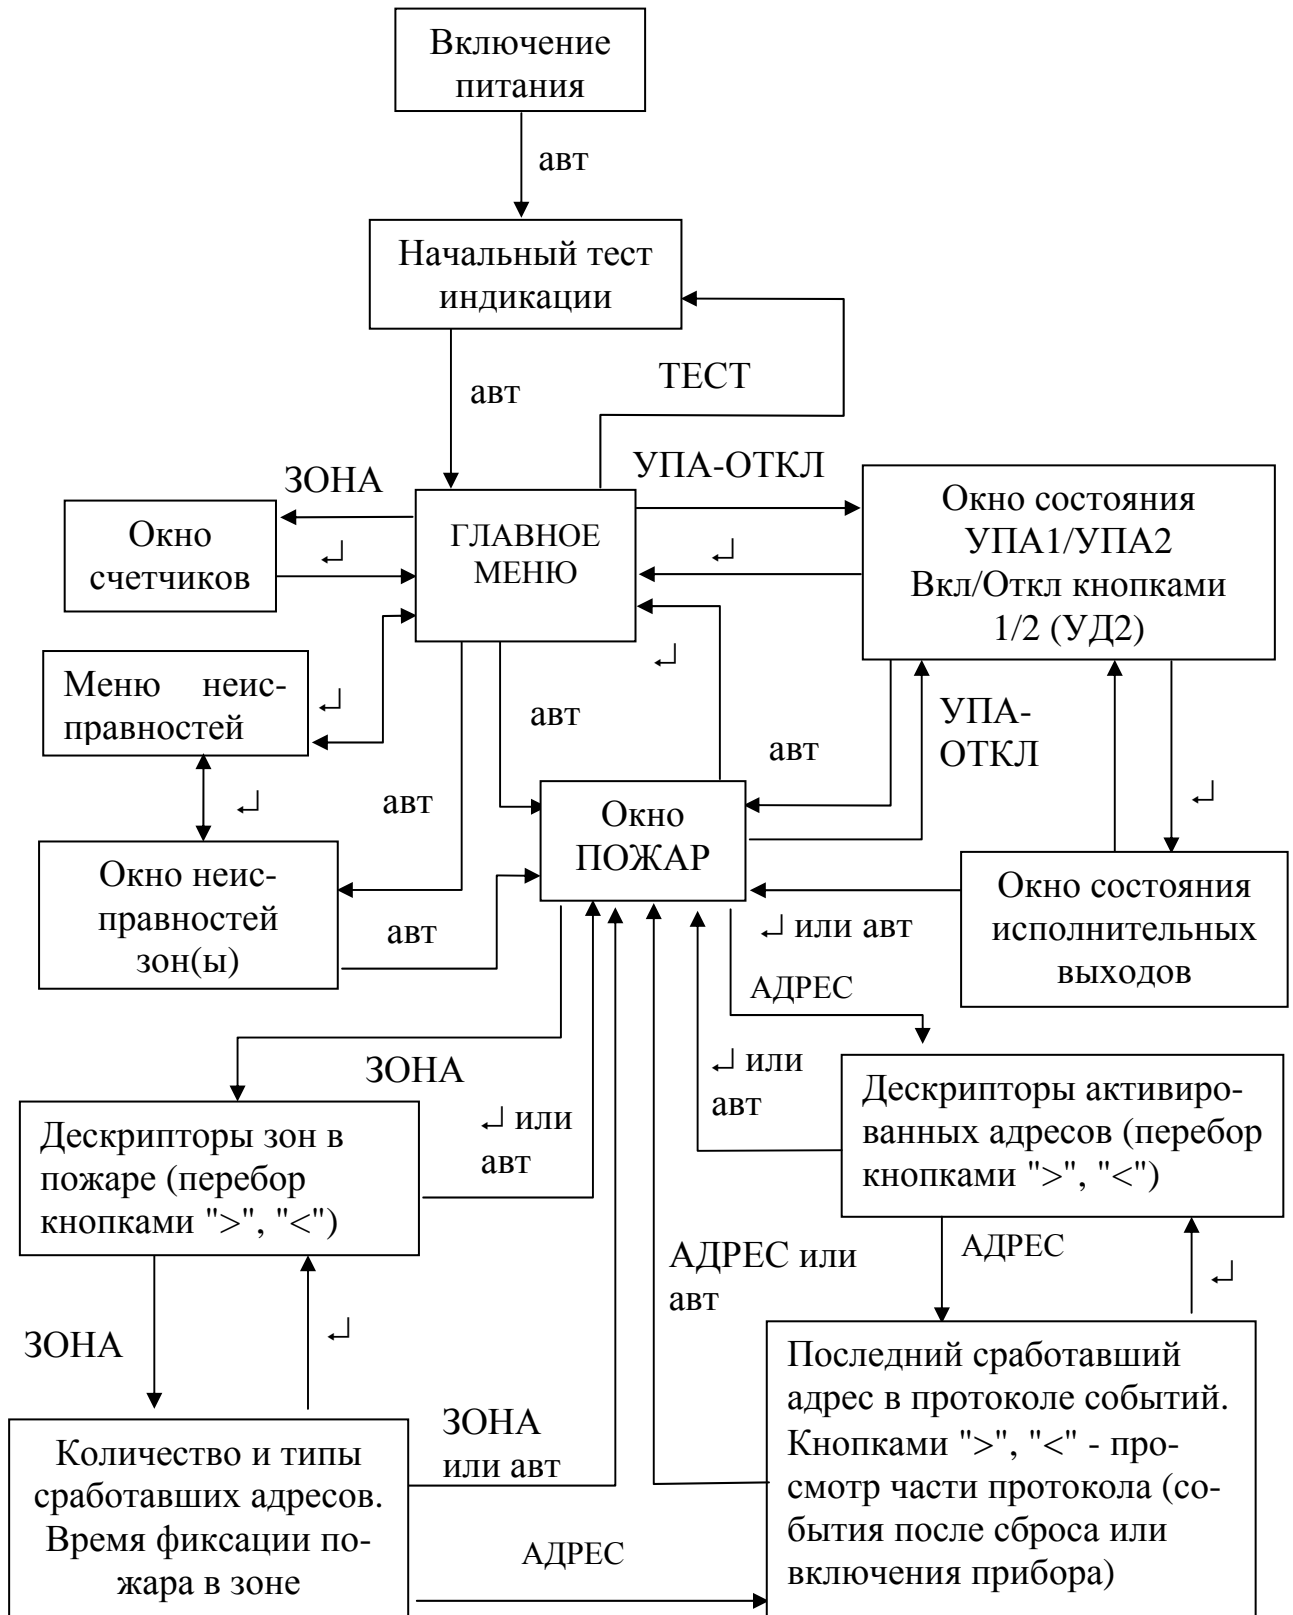 Включение
питания
авт
Начальный тест
индикации
авт
ТЕСТ
ЗОНА
УПА-ОТКЛ
Окно
счетчиков
↵
ГЛАВНОЕ
МЕНЮ
↵
Окно состояния
УПА1/УПА2
Вкл/Откл кнопками
1/2 (УД2)
Меню неис-
правностей
↵
↵
авт
авт
УПА-
ОТКЛ
↵
↵
авт
Окно
ПОЖАР
Окно неис-
правностей
зон(ы)
авт
↵ или авт
Окно состояния
исполнительных
выходов
АДРЕС
ЗОНА
↵ или
авт
↵ или
авт
Дескрипторы зон в
пожаре (перебор
кнопками ">", "<")
Дескрипторы активиро-
ванных адресов (перебор
кнопками ">", "<")
АДРЕС или
авт
АДРЕС
↵
ЗОНА
↵
Последний сработавший
адрес в протоколе событий.
Кнопками ">", "<" - про-
смотр части протокола (со-
бытия после сброса или
включения прибора)
ЗОНА
или авт
Количество и типы
сработавших адресов.
Время фиксации по-
жара в зоне
АДРЕС